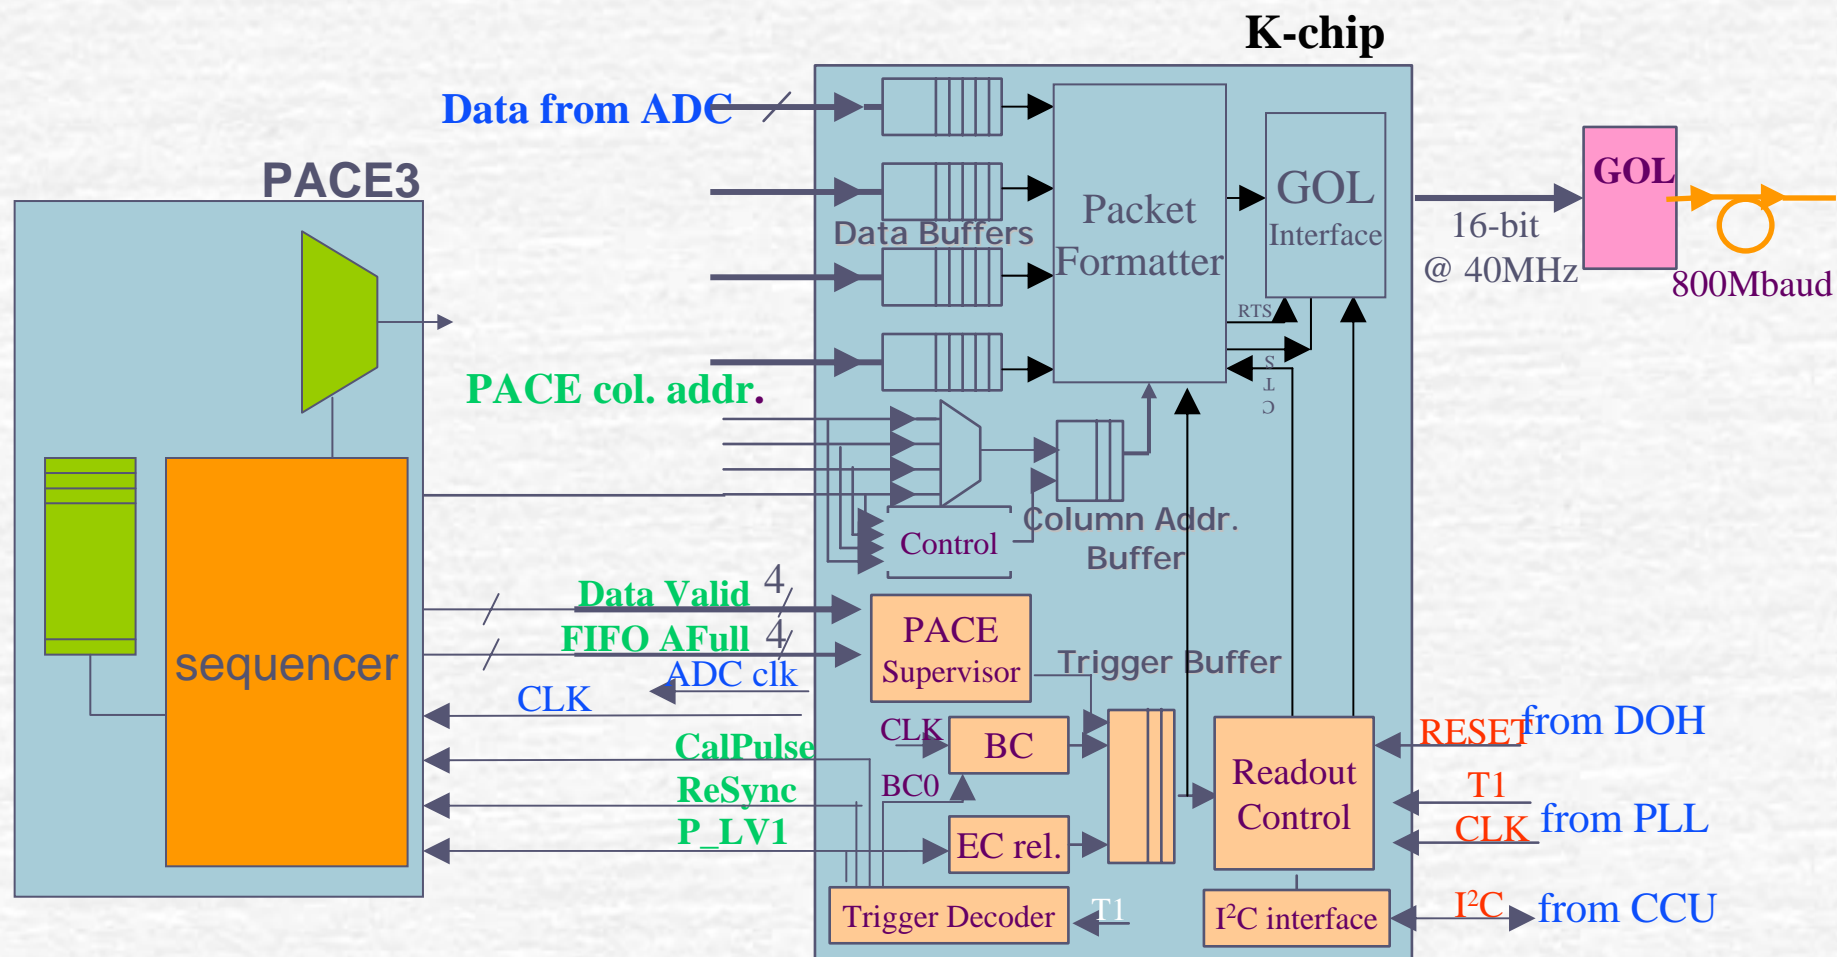 K-chip
Data from ADC
PACE3
GOL
Interface
Packet
Formatter
Data Buffers
GOL
16-bit
@ 40MHz
800Mbaud
RTS
CTS
PACE col. addr.
Control
Column Addr.
Buffer
Data Valid
4
FIFO AFull
4
PACE
Supervisor
sequencer
ADC clk
CLK
Trigger Buffer
CLK
BC
CalPulse
BC0
ReSync
P_LV1
EC rel.
Readout
Control
RESET
from DOH
T1
CLK
from PLL
Trigger Decoder
T1
I²C interface
I²C
from CCU